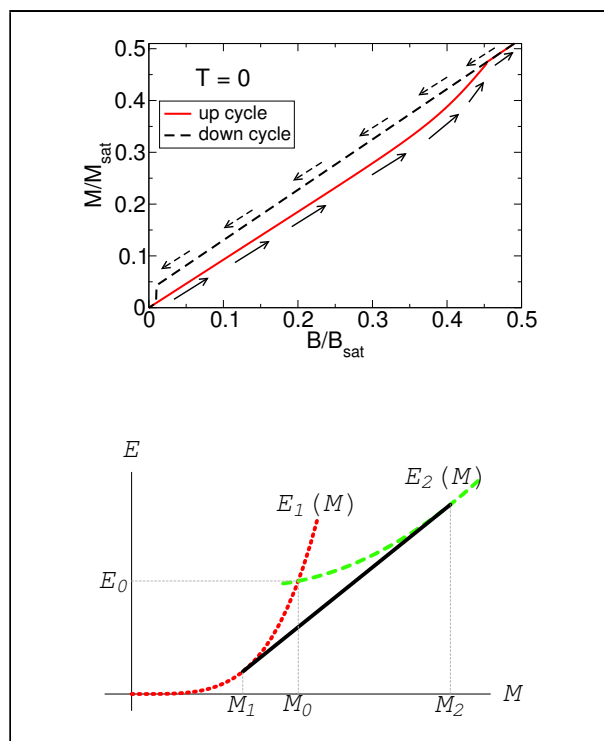 0.5
0.4
0.3
0.2
0.1
0
M/M_sat
T = 0
up cycle
down cycle
0 0.1 0.2 0.3 0.4 0.5
B/B_sat
E
E_1 (M)
E_2 (M)
E_0
M_1 M_0 M_2 M